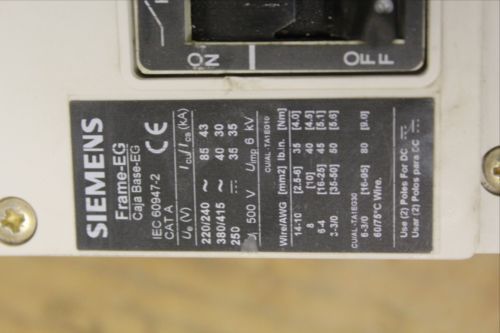 ON
OFF
SIEMENS
Frame-EG
Caja Base-EG CE
IEC 60947-2
CAT A
Ue (V) Icu/Ics(kA)
220/240 ~ 85 43
380/415 ~ 40 30
250 ⎓ 35 35
500 V Uimp 6 kV
CU/AL-TA1EG10
Wire/AWG [mm2] lb.in. [Nm]
14-10 [2.5-6] 35 [4.0]
8 [10] 40 [4.5]
6-4 [16-25] 45 [5.1]
3-3/0 [35-50] 50 [5.6]
CU/AL-TA1EG30
6-3/0 [16-95] 80 [9.0]
60/75°C Wire.
Use (2) Poles For DC ⎓
Usar (2) Polos para CC ⎓